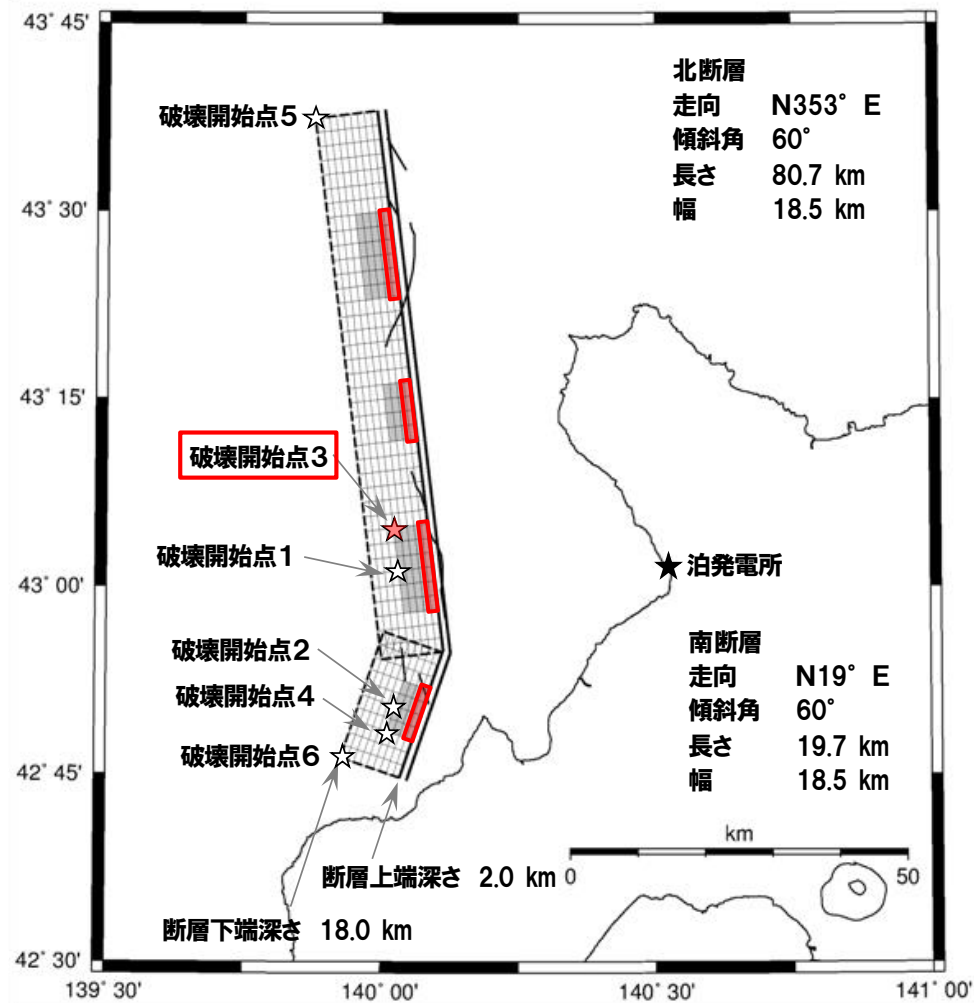 43° 45'
43° 30'
43° 15'
43° 00'
42° 45'
42° 30'
139° 30'
140° 00'
140° 30'
141° 00'
北断層
走向 N353° E
傾斜角 60°
長さ 80.7 km
幅 18.5 km
破壊開始点5
破壊開始点3
破壊開始点1
泊発電所
破壊開始点2
破壊開始点4
破壊開始点6
南断層
走向 N19° E
傾斜角 60°
長さ 19.7 km
幅 18.5 km
km
0 50
断層上端深さ 2.0 km
断層下端深さ 18.0 km